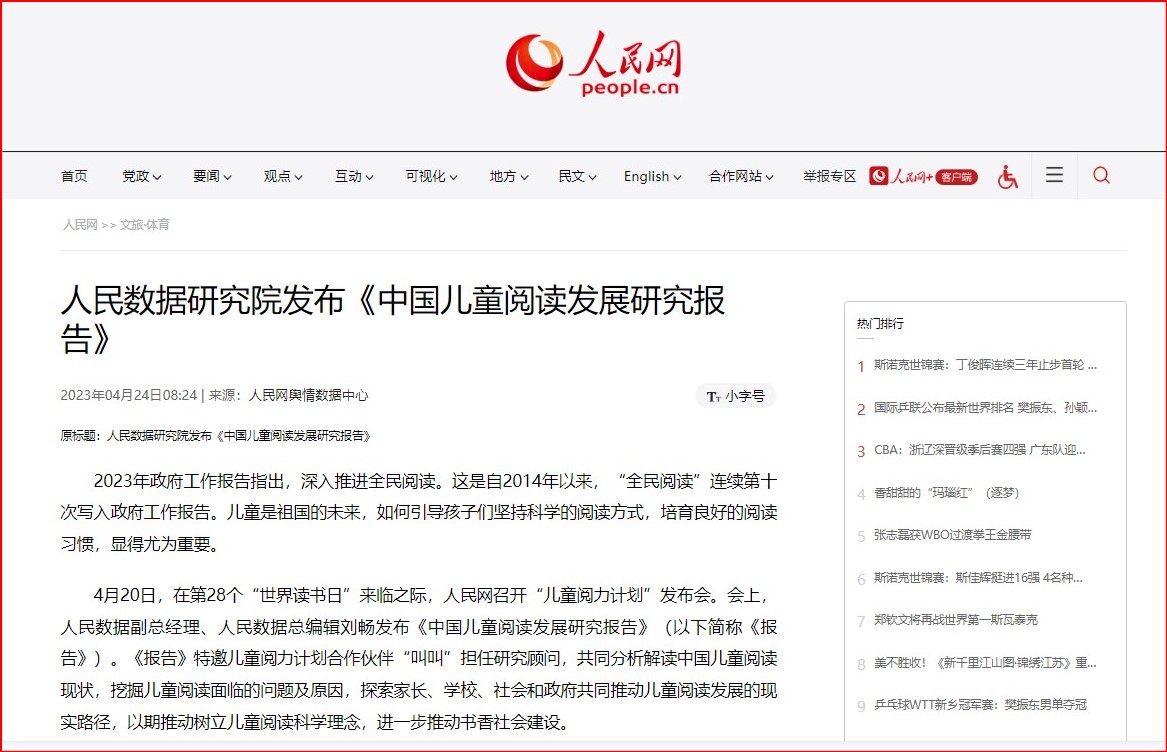 人民网
people.cn
首页 党政 要闻 观点 互动 可视化 地方 民文 English 合作网站 举报专区 人民网+ 客户端
人民网 >> 文旅·体育
人民数据研究院发布《中国儿童阅读发展研究报
告》
2023年04月24日08:24 | 来源：人民网舆情数据中心
TT 小字号
原标题：人民数据研究院发布《中国儿童阅读发展研究报告》
2023年政府工作报告指出，深入推进全民阅读。这是自2014年以来，“全民阅读”连续第十
次写入政府工作报告。儿童是祖国的未来，如何引导孩子们坚持科学的阅读方式，培育良好的阅读
习惯，显得尤为重要。
4月20日，在第28个“世界读书日”来临之际，人民网召开“儿童阅力计划”发布会。会上，
人民数据副总经理、人民数据总编辑刘畅发布《中国儿童阅读发展研究报告》（以下简称《报
告》）。《报告》特邀儿童阅力计划合作伙伴“叫叫”担任研究顾问，共同分析解读中国儿童阅读
现状，挖掘儿童阅读面临的问题及原因，探索家长、学校、社会和政府共同推动儿童阅读发展的现
实路径，以期推动树立儿童阅读科学理念，进一步推动书香社会建设。
热门排行
1 斯诺克世锦赛：丁俊晖连续三年止步首轮 ...
2 国际乒联公布最新世界排名 樊振东、孙颖...
3 CBA：浙辽深晋级季后赛四强 广东队迎...
4 香甜甜的“玛瑙红”（逐梦）
5 张志磊获WBO过渡拳王金腰带
6 斯诺克世锦赛：斯佳辉挺进16强 4名种...
7 郑钦文将再战世界第一斯瓦泰克
8 美不胜收！《新千里江山图·锦绣江苏》重...
9 乒乓球WTT新乡冠军赛：樊振东男单夺冠